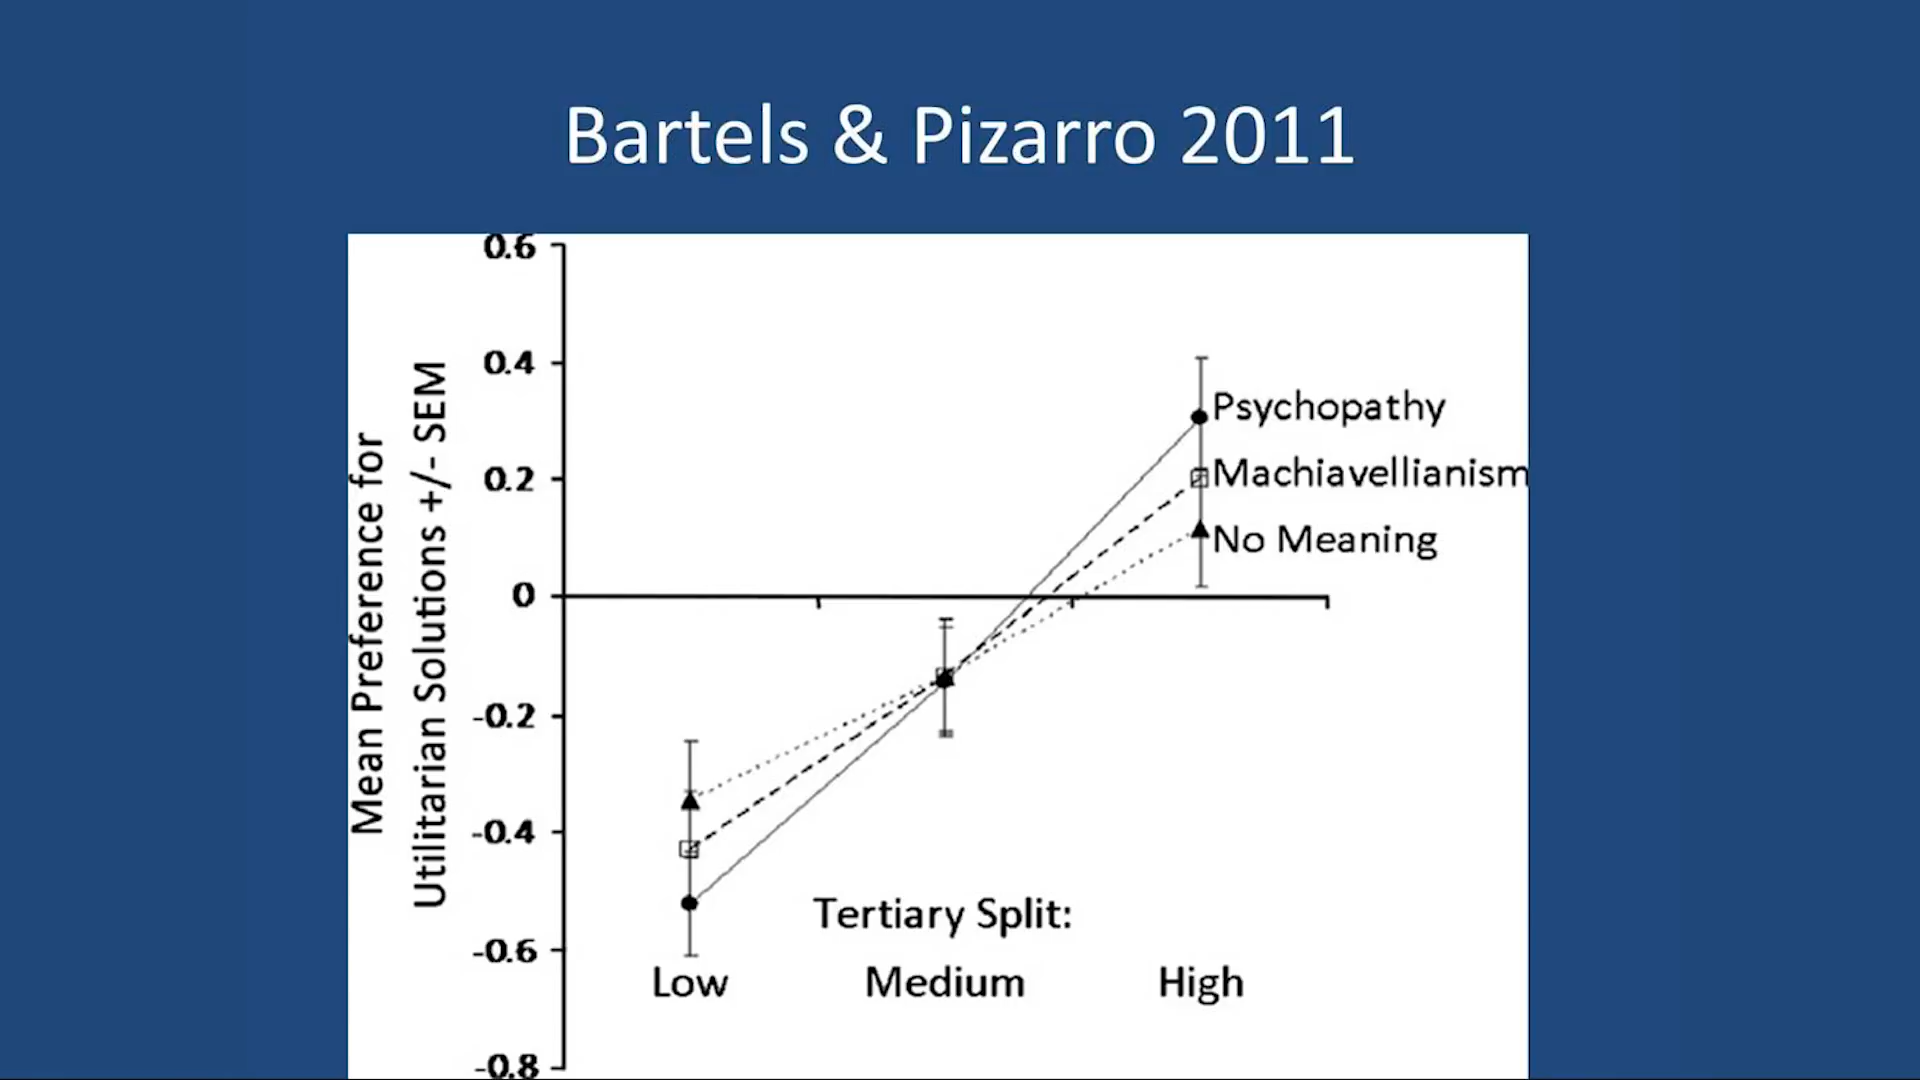 Bartels & Pizarro 2011
Mean Preference for
Utilitarian Solutions +/- SEM
0.6
0.4
0.2
0
-0.2
-0.4
-0.6
-0.8
Psychopathy
Machiavellianism
No Meaning
Tertiary Split:
Low Medium High